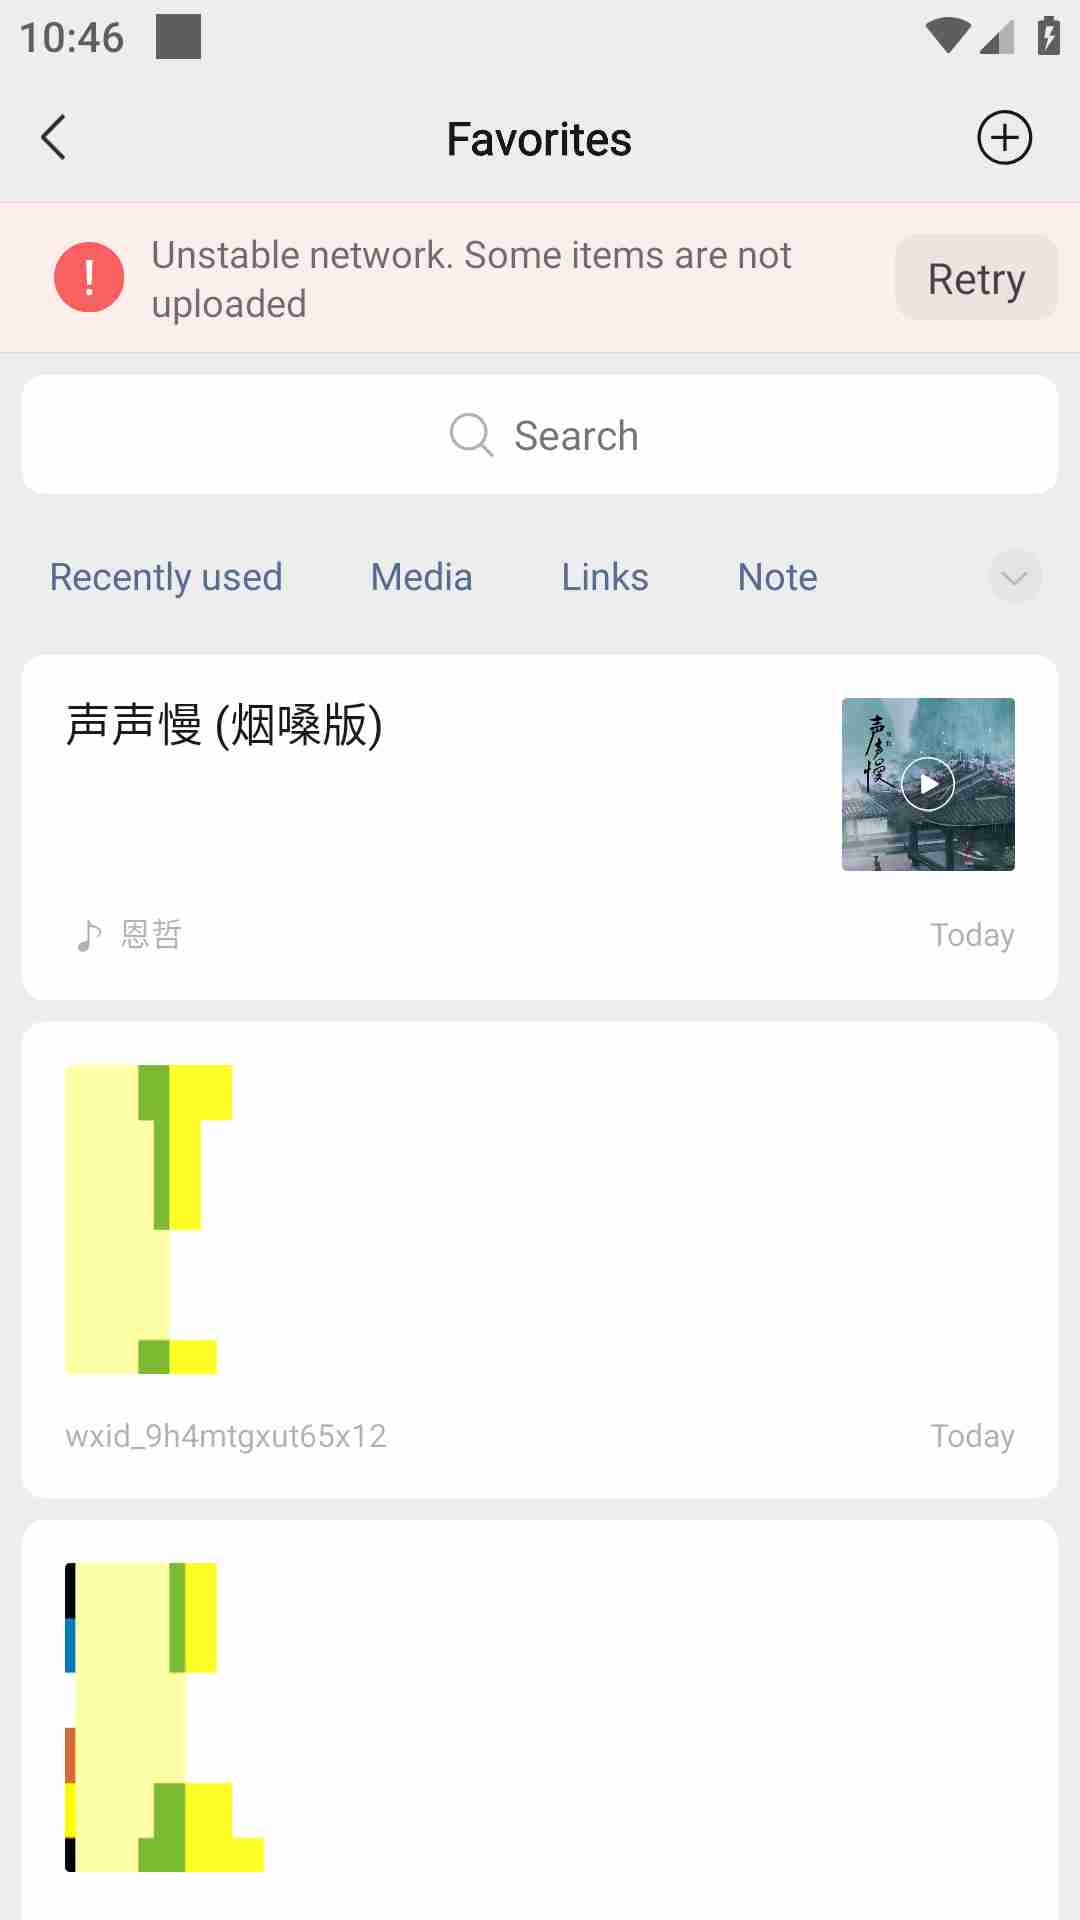 10:46
Favorites
Unstable network. Some items are not
uploaded
Retry
Search
Recently used
Media
Links
Note
声声慢 (烟嗓版)
声声慢
恩哲
Today
wxid_9h4mtgxut65x12
Today